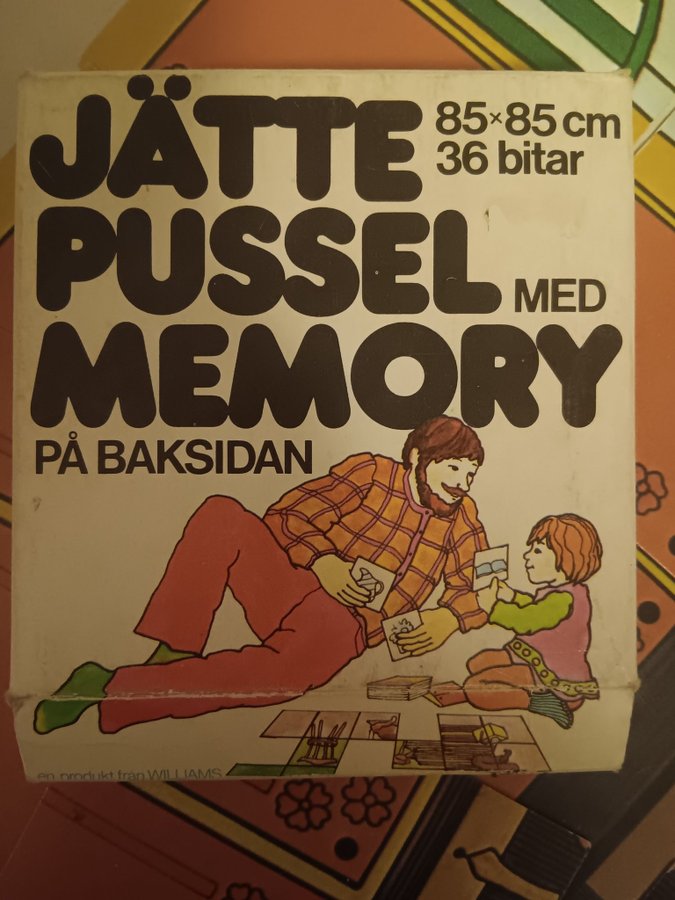 JÄTTE
85×85 cm
36 bitar
PUSSEL
MED
MEMORY
PÅ BAKSIDAN
en produkt från WILLIAMS